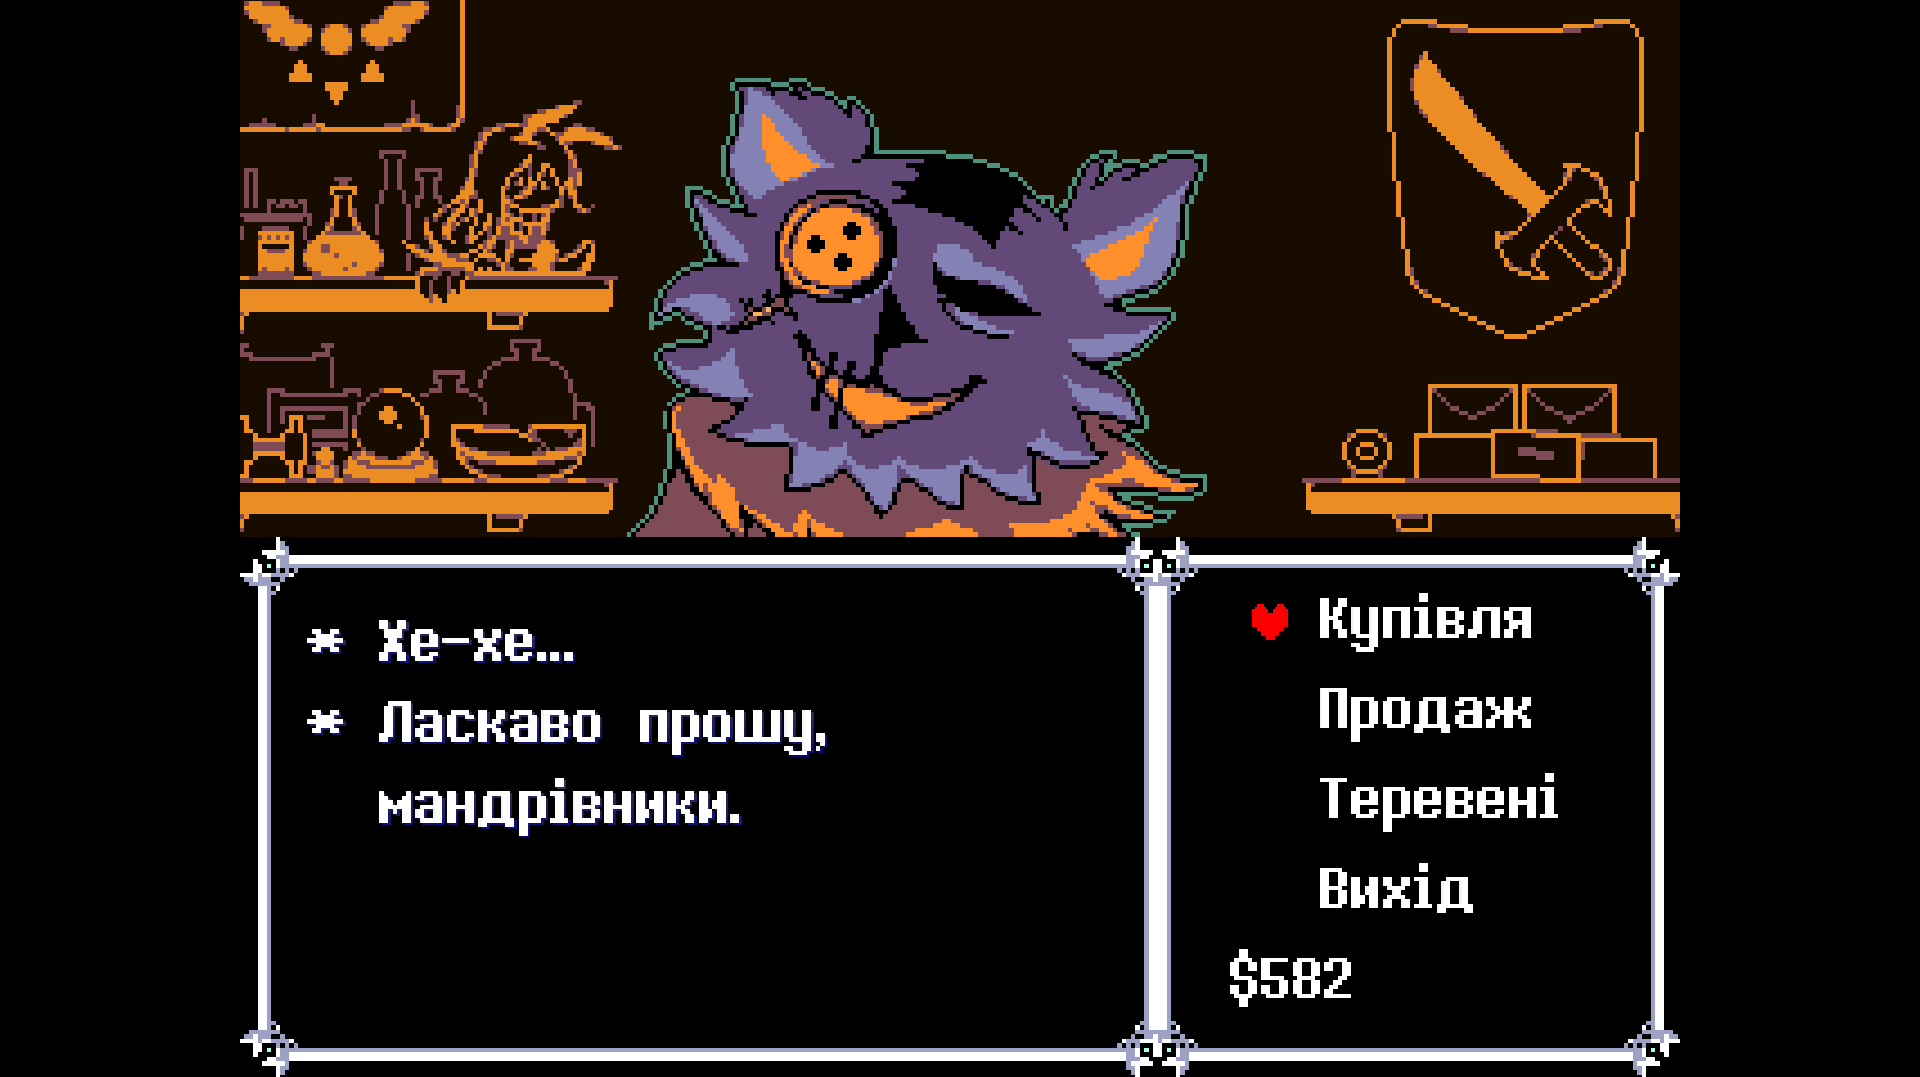 * Хе-хе...
* Ласкаво прошу,
мандрівники.
Купівля
Продаж
Теревені
Вихід
$582